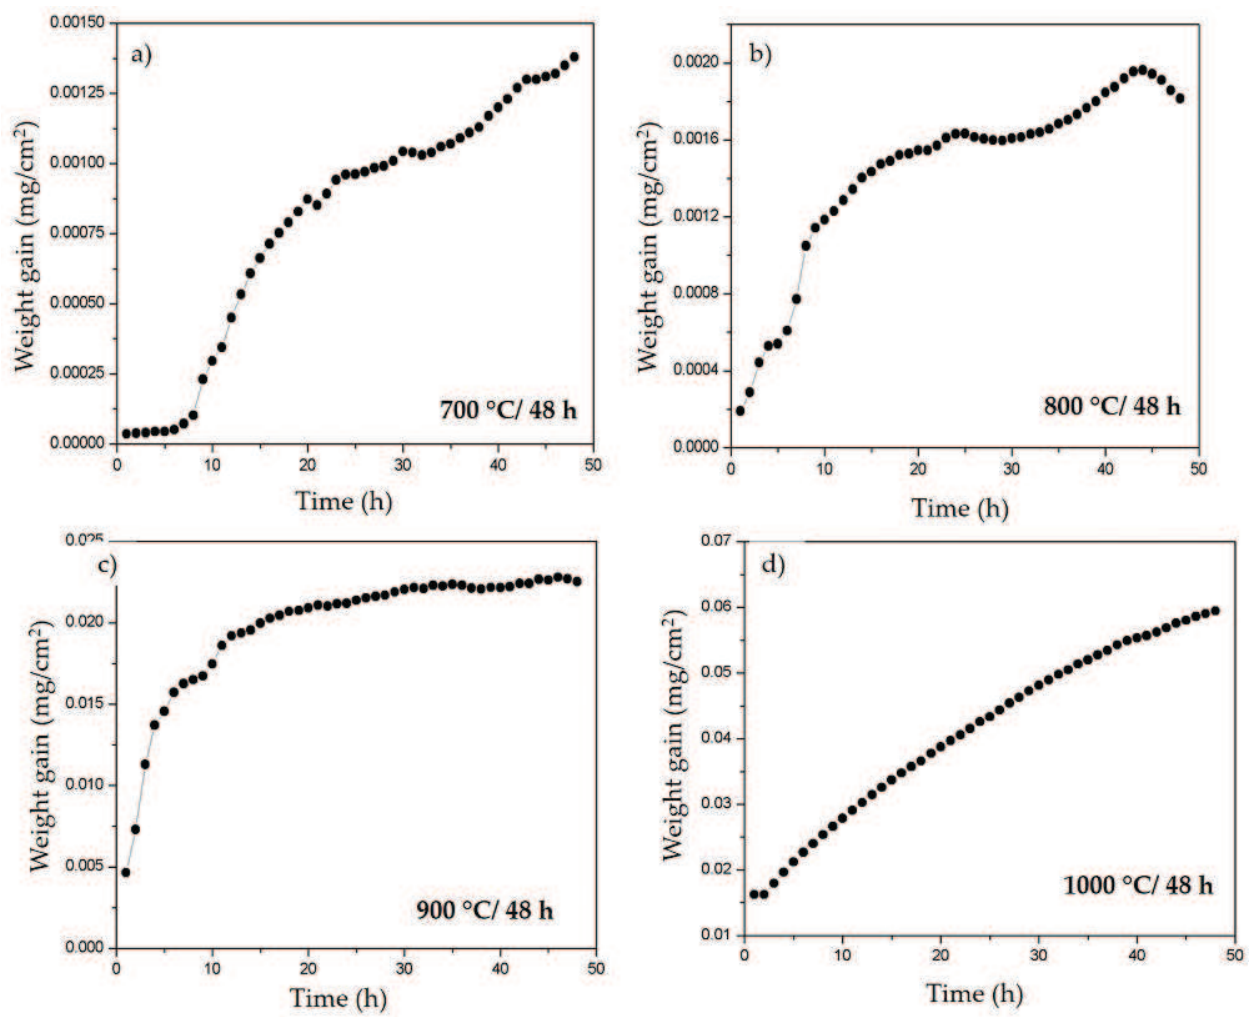 a)
Weight gain (mg/cm²)
0.00150
0.00125
0.00100
0.00075
0.00050
0.00025
0.00000
700 °C/ 48 h
0 10 20 30 40 50
Time (h)
b)
Weight gain (mg/cm²)
0.0020
0.0016
0.0012
0.0008
0.0004
0.0000
800 °C/ 48 h
0 10 20 30 40 50
Time (h)
c)
Weight gain (mg/cm²)
0.025
0.020
0.015
0.010
0.005
0.000
900 °C/ 48 h
0 10 20 30 40 50
Time (h)
d)
Weight gain (mg/cm²)
0.07
0.06
0.05
0.04
0.03
0.02
0.01
1000 °C/ 48 h
0 10 20 30 40 50
Time (h)